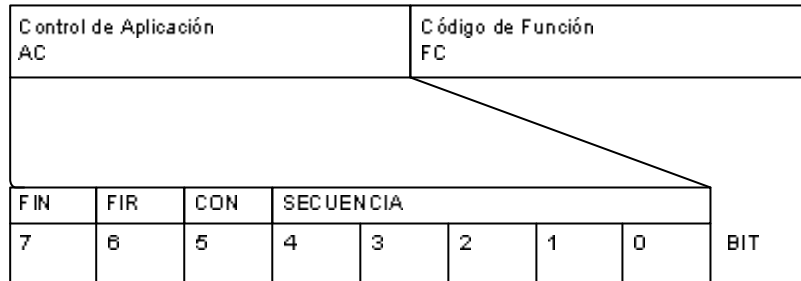 Control de Aplicación
AC
Código de Función
FC
FIN FIR CON SECUENCIA
7 6 5 4 3 2 1 0 BIT